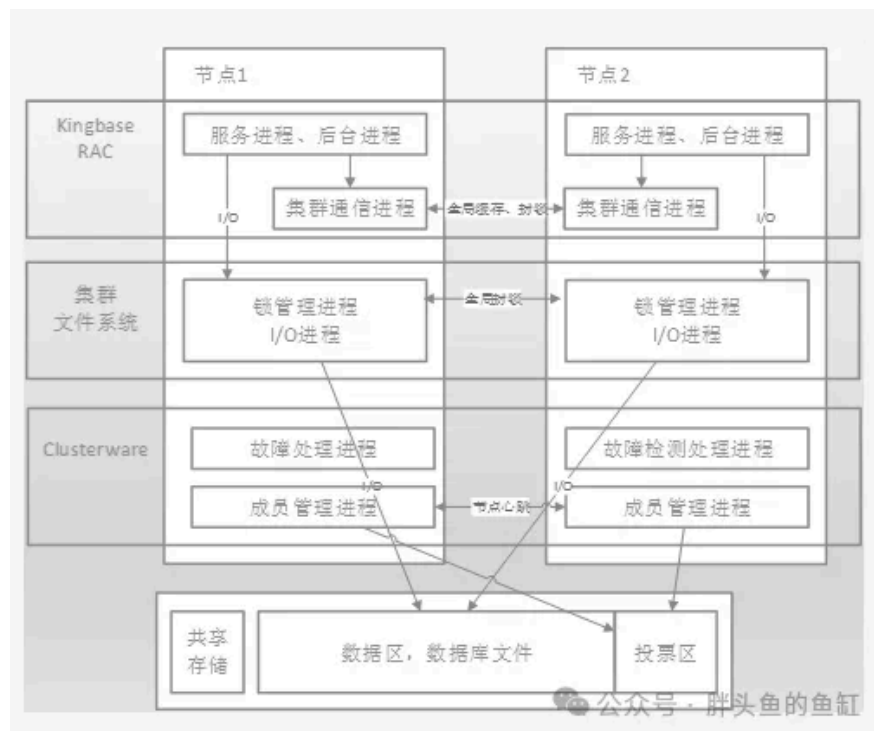 节点1
节点2
Kingbase
RAC
服务进程、后台进程
服务进程、后台进程
集群通信进程
全局缓存、封锁
集群通信进程
I/O
I/O
集群
文件系统
锁管理进程
I/O进程
全局封锁
锁管理进程
I/O进程
Clusterware
故障处理进程
故障检测处理进程
I/O
I/O
成员管理进程
节点心跳
成员管理进程
共享
存储
数据区，数据库文件
投票区
公众号·胖头鱼的鱼缸